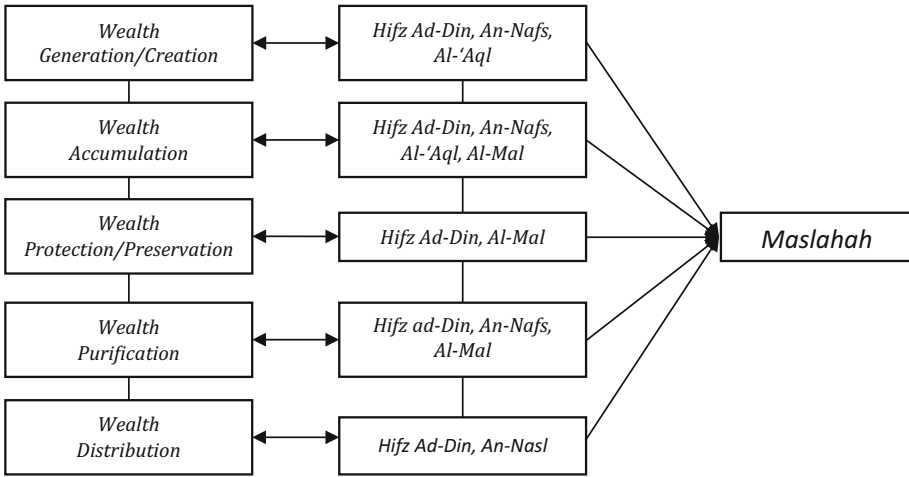 Wealth
Generation/Creation
Hifz Ad-Din, An-Nafs,
Al-‘Aql
Wealth
Accumulation
Hifz Ad-Din, An-Nafs,
Al-‘Aql, Al-Mal
Wealth
Protection/Preservation
Hifz Ad-Din, Al-Mal
Maslahah
Wealth
Purification
Hifz ad-Din, An-Nafs,
Al-Mal
Wealth
Distribution
Hifz Ad-Din, An-Nasl